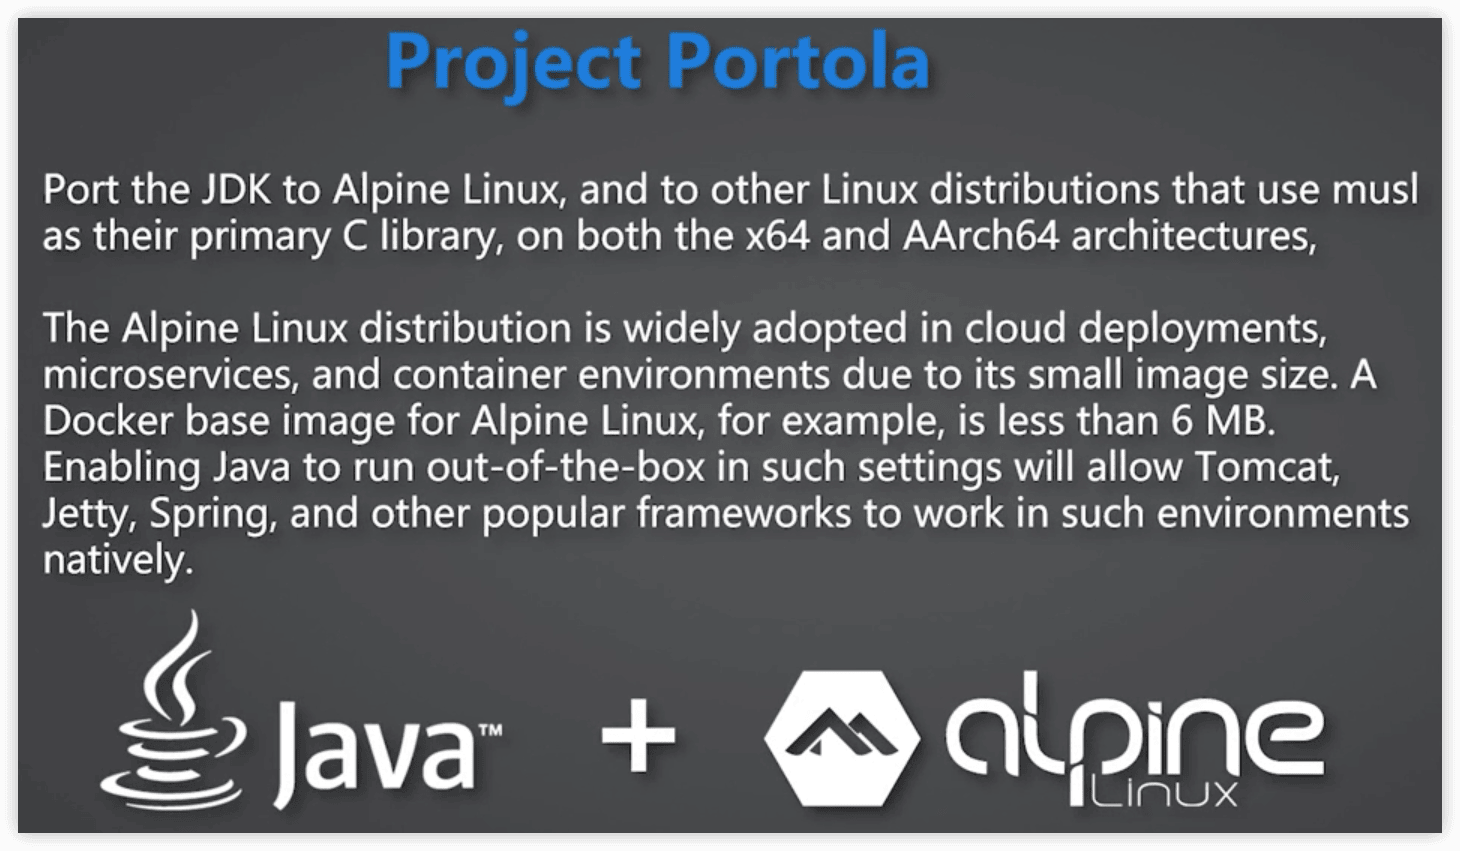 Project Portola
Port the JDK to Alpine Linux, and to other Linux distributions that use musl
as their primary C library, on both the x64 and AArch64 architectures,
The Alpine Linux distribution is widely adopted in cloud deployments,
microservices, and container environments due to its small image size. A
Docker base image for Alpine Linux, for example, is less than 6 MB.
Enabling Java to run out-of-the-box in such settings will allow Tomcat,
Jetty, Spring, and other popular frameworks to work in such environments
natively.
Java™ + alpine
Linux